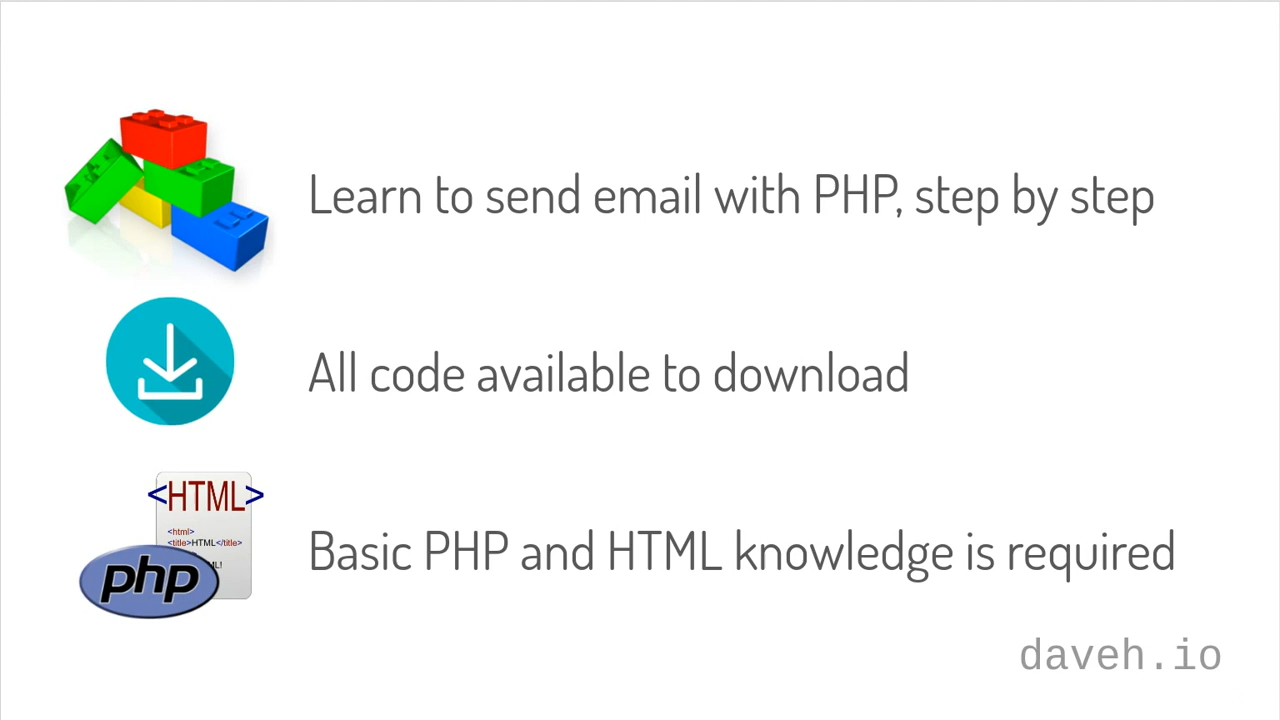 Learn to send email with PHP, step by step
All code available to download
<HTML>
<html>
<title>HTML</title>
php
Basic PHP and HTML knowledge is required
daveh.io